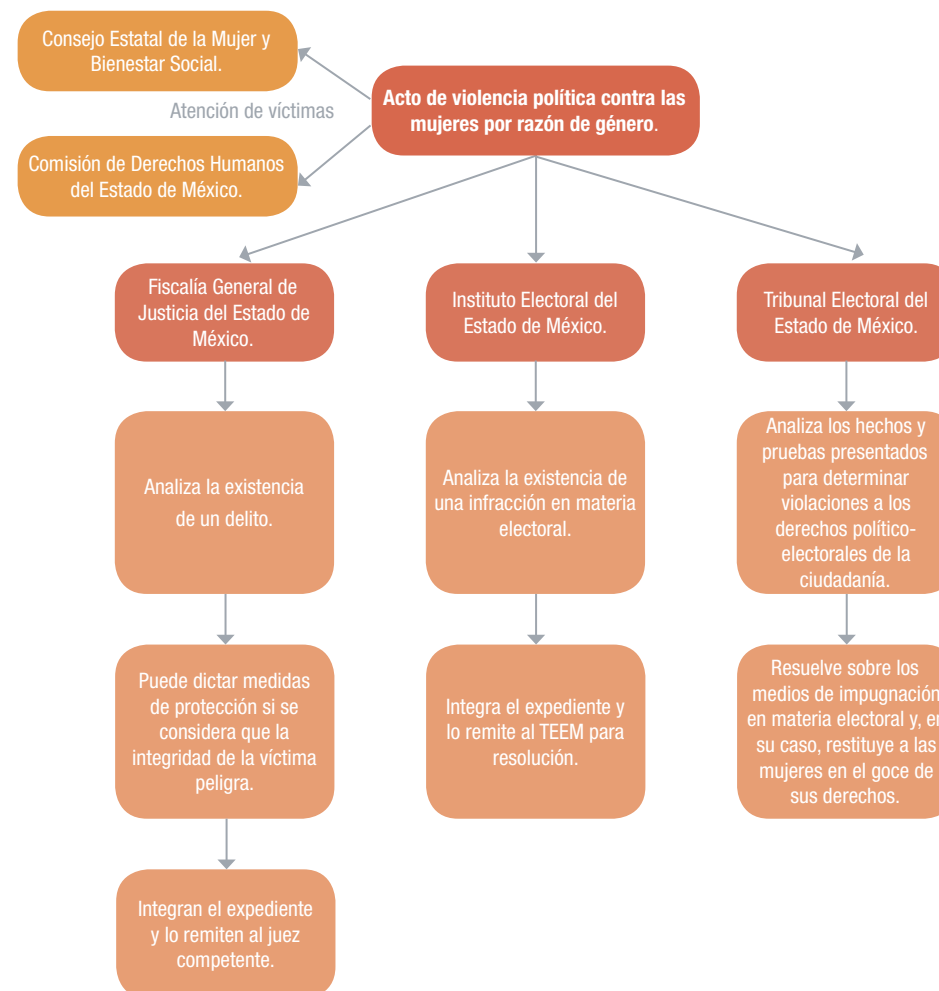 Consejo Estatal de la Mujer y
Bienestar Social.
Atención de víctimas
Comisión de Derechos Humanos
del Estado de México.
Acto de violencia política contra las
mujeres por razón de género.
Fiscalía General de
Justicia del Estado de
México.
Analiza la existencia
de un delito.
Puede dictar medidas
de protección si se
considera que la
integridad de la víctima
peligra.
Integran el expediente
y lo remiten al juez
competente.
Instituto Electoral del
Estado de México.
Analiza la existencia de
una infracción en materia
electoral.
Integra el expediente y
lo remite al TEEM para
resolución.
Tribunal Electoral del
Estado de México.
Analiza los hechos y
pruebas presentados
para determinar
violaciones a los
derechos político-
electorales de la
ciudadanía.
Resuelve sobre los
medios de impugnación
en materia electoral y, en
su caso, restituye a las
mujeres en el goce de
sus derechos.